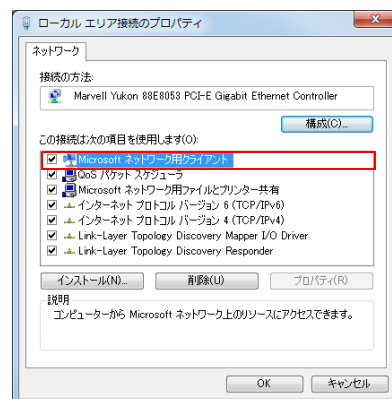 ローカル エリア接続のプロパティ
ネットワーク
接続の方法:
Marvell Yukon 88E8053 PCI-E Gigabit Ethernet Controller
構成(C)...
この接続は次の項目を使用します(O):
Microsoft ネットワーク用クライアント
QoS パケット スケジューラ
Microsoft ネットワーク用ファイルとプリンター共有
インターネット プロトコル バージョン 6 (TCP/IPv6)
インターネット プロトコル バージョン 4 (TCP/IPv4)
Link-Layer Topology Discovery Mapper I/O Driver
Link-Layer Topology Discovery Responder
インストール(N)... 削除(U) プロパティ(R)
説明
コンピューターから Microsoft ネットワーク上のリソースにアクセスできます。
OK キャンセル